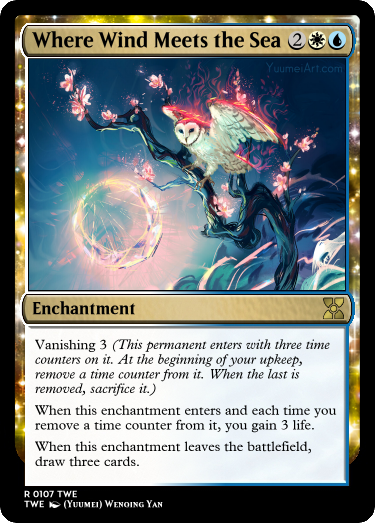 Where Wind Meets the Sea 2
YuumeiArt.com
Enchantment
Vanishing 3 (This permanent enters with three time
counters on it. At the beginning of your upkeep,
remove a time counter from it. When the last is
removed, sacrifice it.)
When this enchantment enters and each time you
remove a time counter from it, you gain 3 life.
When this enchantment leaves the battlefield,
draw three cards.
R 0107 TWE
TWE (Yuumei) Wenqing Yan